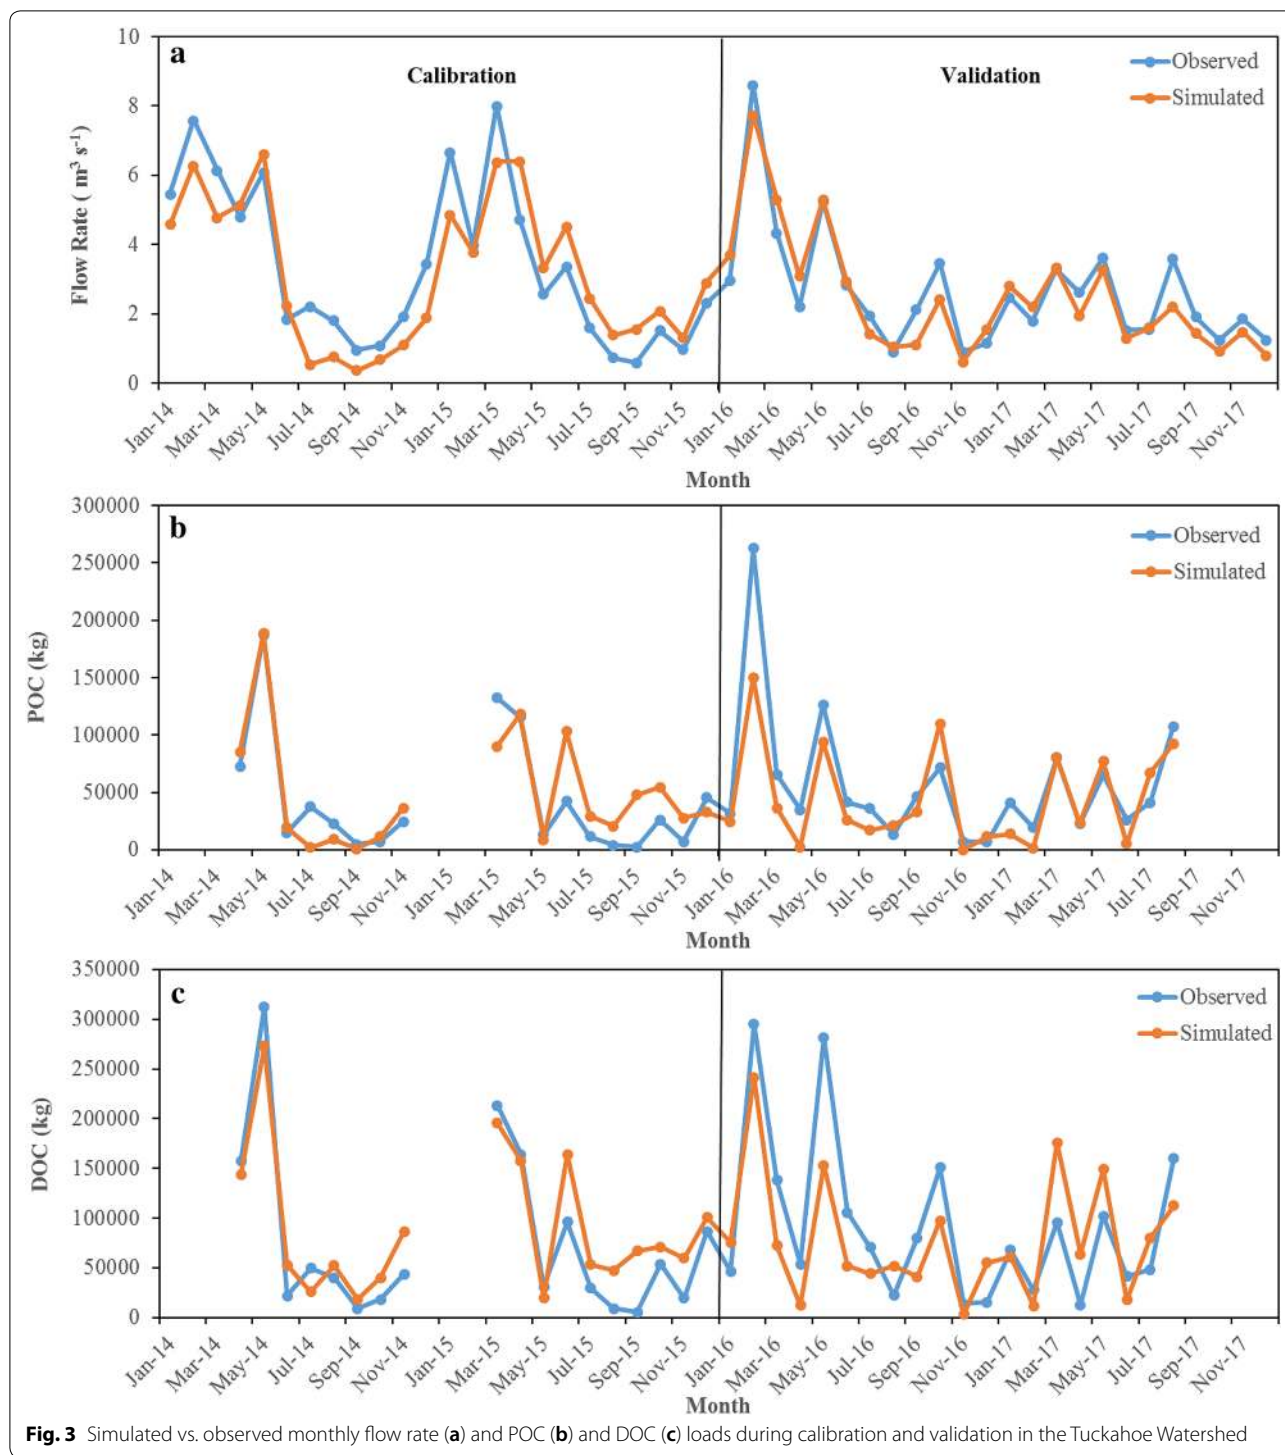 10
8
6
4
2
0
Flow Rate ( m³ s⁻¹)
a
Calibration
Validation
Observed
Simulated
Jan-14
Mar-14
May-14
Jul-14
Sep-14
Nov-14
Jan-15
Mar-15
May-15
Jul-15
Sep-15
Nov-15
Jan-16
Mar-16
May-16
Jul-16
Sep-16
Nov-16
Jan-17
Mar-17
May-17
Jul-17
Sep-17
Nov-17
Month
300000
250000
200000
150000
100000
50000
0
POC (kg)
b
Observed
Simulated
Jan-14
Mar-14
May-14
Jul-14
Sep-14
Nov-14
Jan-15
Mar-15
May-15
Jul-15
Sep-15
Nov-15
Jan-16
Mar-16
May-16
Jul-16
Sep-16
Nov-16
Jan-17
Mar-17
May-17
Jul-17
Sep-17
Nov-17
Month
350000
300000
250000
200000
150000
100000
50000
0
DOC (kg)
c
Observed
Simulated
Jan-14
Mar-14
May-14
Jul-14
Sep-14
Nov-14
Jan-15
Mar-15
May-15
Jul-15
Sep-15
Nov-15
Jan-16
Mar-16
May-16
Jul-16
Sep-16
Nov-16
Jan-17
Mar-17
May-17
Jul-17
Sep-17
Nov-17
Month
Fig. 3 Simulated vs. observed monthly flow rate (a) and POC (b) and DOC (c) loads during calibration and validation in the Tuckahoe Watershed